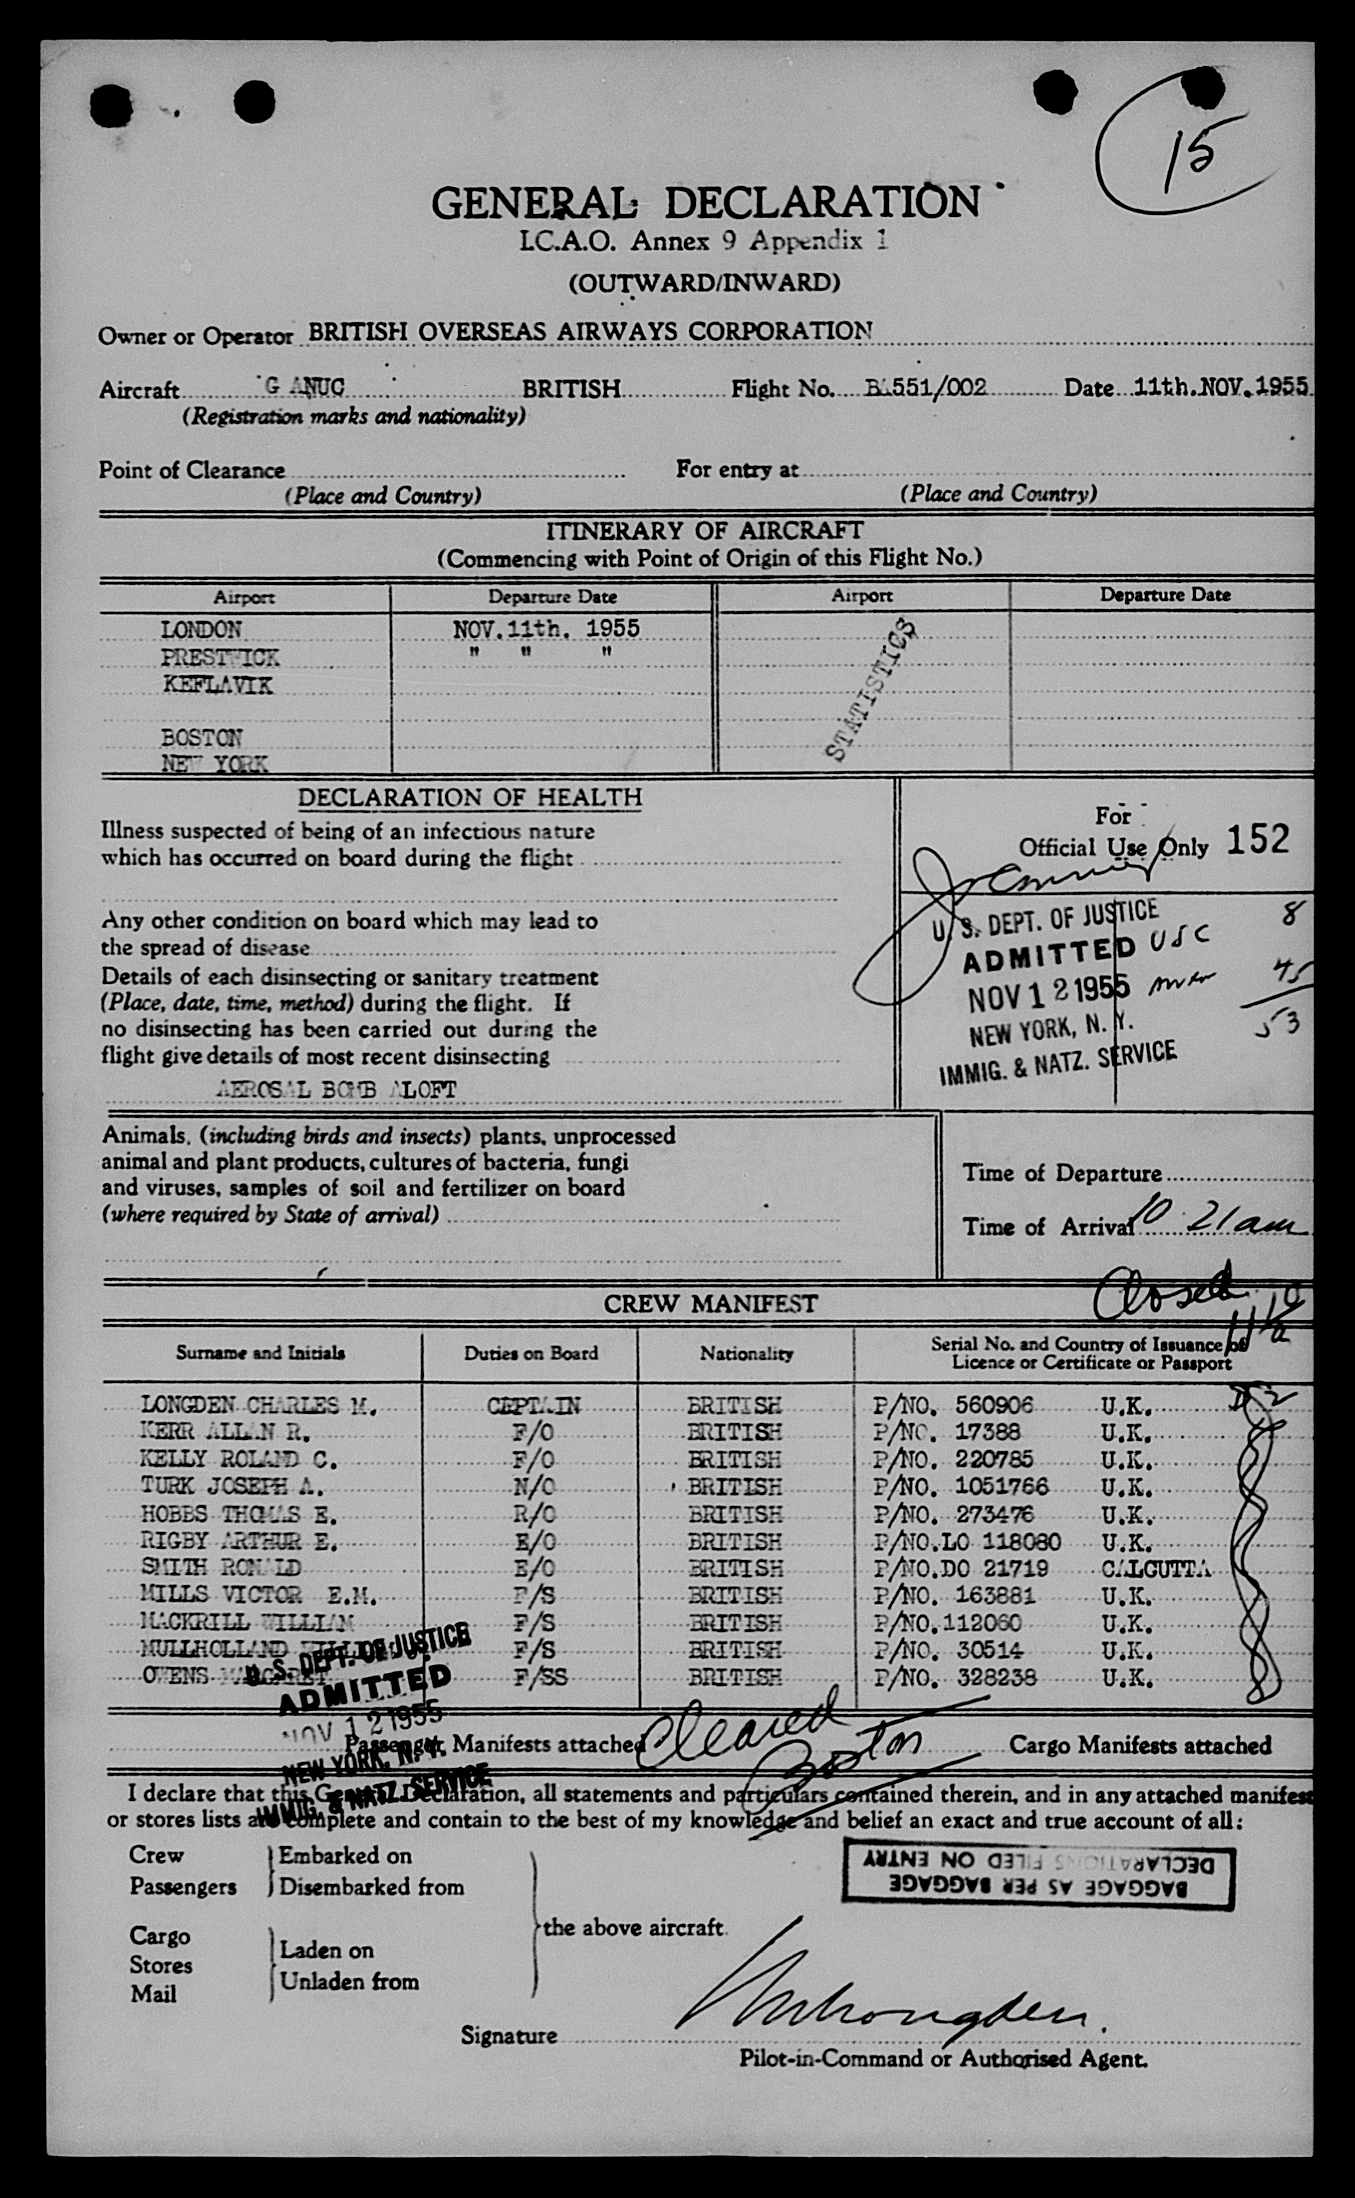 15
GENERAL DECLARATION
I.C.A.O. Annex 9 Appendix 1
(OUTWARD/INWARD)
Owner or Operator BRITISH OVERSEAS AIRWAYS CORPORATION
Aircraft G ANUC BRITISH Flight No. BA551/002 Date 11th.NOV.1955
(Registration marks and nationality)
Point of Clearance For entry at
(Place and Country) (Place and Country)
ITINERARY OF AIRCRAFT
(Commencing with Point of Origin of this Flight No.)
Airport Departure Date Airport Departure Date
LONDON NOV.11th. 1955
PRESTWICK " " "
KEFLAVIK
STATISTICS
BOSTON
NEW YORK
DECLARATION OF HEALTH
Illness suspected of being of an infectious nature
which has occurred on board during the flight
Any other condition on board which may lead to
the spread of disease
Details of each disinsecting or sanitary treatment
(Place, date, time, method) during the flight. If
no disinsecting has been carried out during the
flight give details of most recent disinsecting
AEROSAL BOMB ALOFT
For
Official Use Only 152
U. S. DEPT. OF JUSTICE
ADMITTED USC 8
NOV 12 1955 45
NEW YORK, N. Y. 53
IMMIG. & NATZ. SERVICE
Animals, (including birds and insects) plants, unprocessed
animal and plant products, cultures of bacteria, fungi
and viruses, samples of soil and fertilizer on board
(where required by State of arrival)
Time of Departure
Time of Arrival 10 21 am
CREW MANIFEST Closed
Surname and Initials Duties on Board Nationality Serial No. and Country of Issuance of
Licence or Certificate or Passport
LONGDEN CHARLES M. CEPTAIN BRITISH P/NO. 560906 U.K. D 2
KERR ALLAN R. F/O BRITISH P/NO. 17388 U.K.
KELLY ROLAND C. F/O BRITISH P/NO. 220785 U.K.
TURK JOSEPH A. N/O BRITISH P/NO. 1051766 U.K.
HOBBS THOMAS E. R/O BRITISH P/NO. 273476 U.K.
RIGBY ARTHUR E. E/O BRITISH P/NO.LO 118080 U.K.
SMITH RONALD E/O BRITISH P/NO.DO 21719 CALCUTTA
MILLS VICTOR E.M. F/S BRITISH P/NO. 163881 U.K.
MACKRILL WILLIAM F/S BRITISH P/NO.112060 U.K.
MULLHOLLAND F/S BRITISH P/NO. 30514 U.K.
OWENS MARGARET F/SS BRITISH P/NO. 328238 U.K.
U. S. DEPT. OF JUSTICE
ADMITTED
NOV 12 1955
NEW YORK, N. Y.
IMMIG. & NATZ. SERVICE
Passenger Manifests attached Cleared Boston Cargo Manifests attached
I declare that this General Declaration, all statements and particulars contained therein, and in any attached manifest
or stores lists are complete and contain to the best of my knowledge and belief an exact and true account of all:
Crew Embarked on
Passengers Disembarked from
the above aircraft.
Cargo
Stores Laden on
Mail Unladen from
BAGGAGE AS PER BAGGAGE
DECLARATIONS FILED ON ENTRY
Signature
Pilot-in-Command or Authorised Agent.